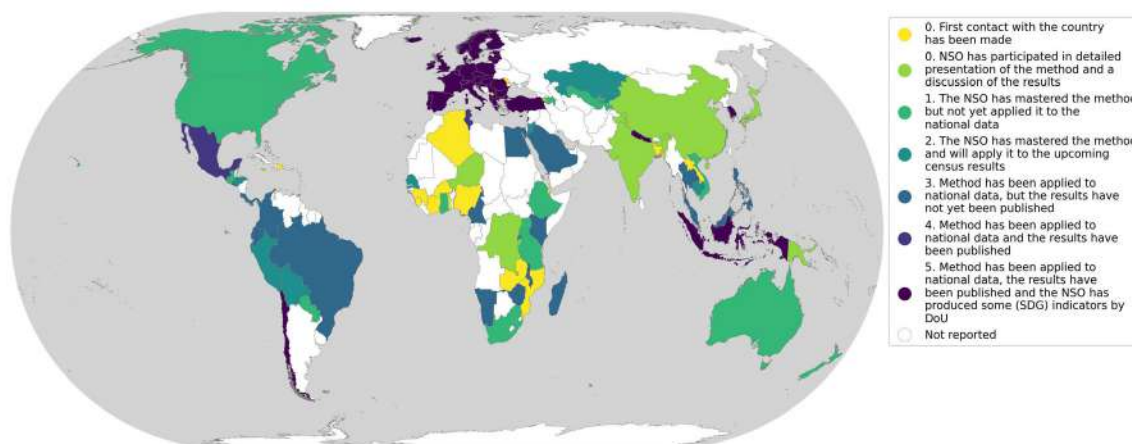 0. First contact with the country
has been made
0. NSO has participated in detailed
presentation of the method and a
discussion of the results
1. The NSO has mastered the method
but not yet applied it to the
national data
2. The NSO has mastered the method
and will apply it to the upcoming
census results
3. Method has been applied to
national data, but the results have
not yet been published
4. Method has been applied to
national data and the results have
been published
5. Method has been applied to
national data, the results have
been published and the NSO has
produced some (SDG) indicators by
DoU
Not reported